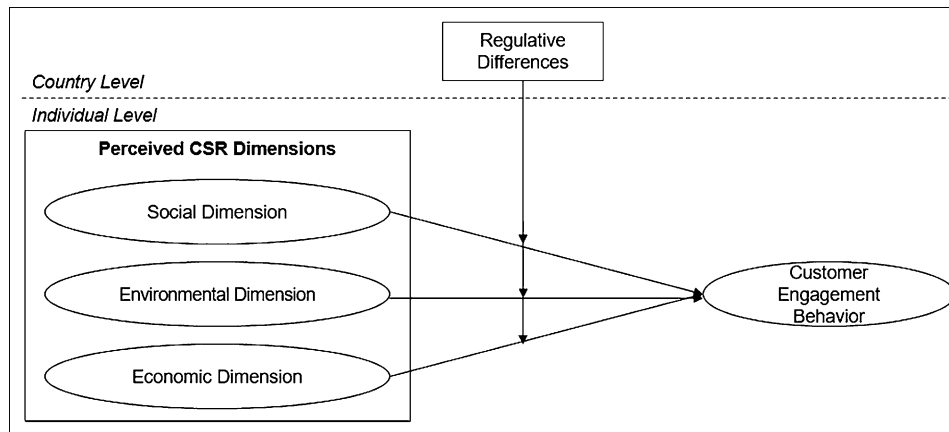 Regulative
Differences
Country Level
Individual Level
Perceived CSR Dimensions
Social Dimension
Environmental Dimension
Economic Dimension
Customer
Engagement
Behavior